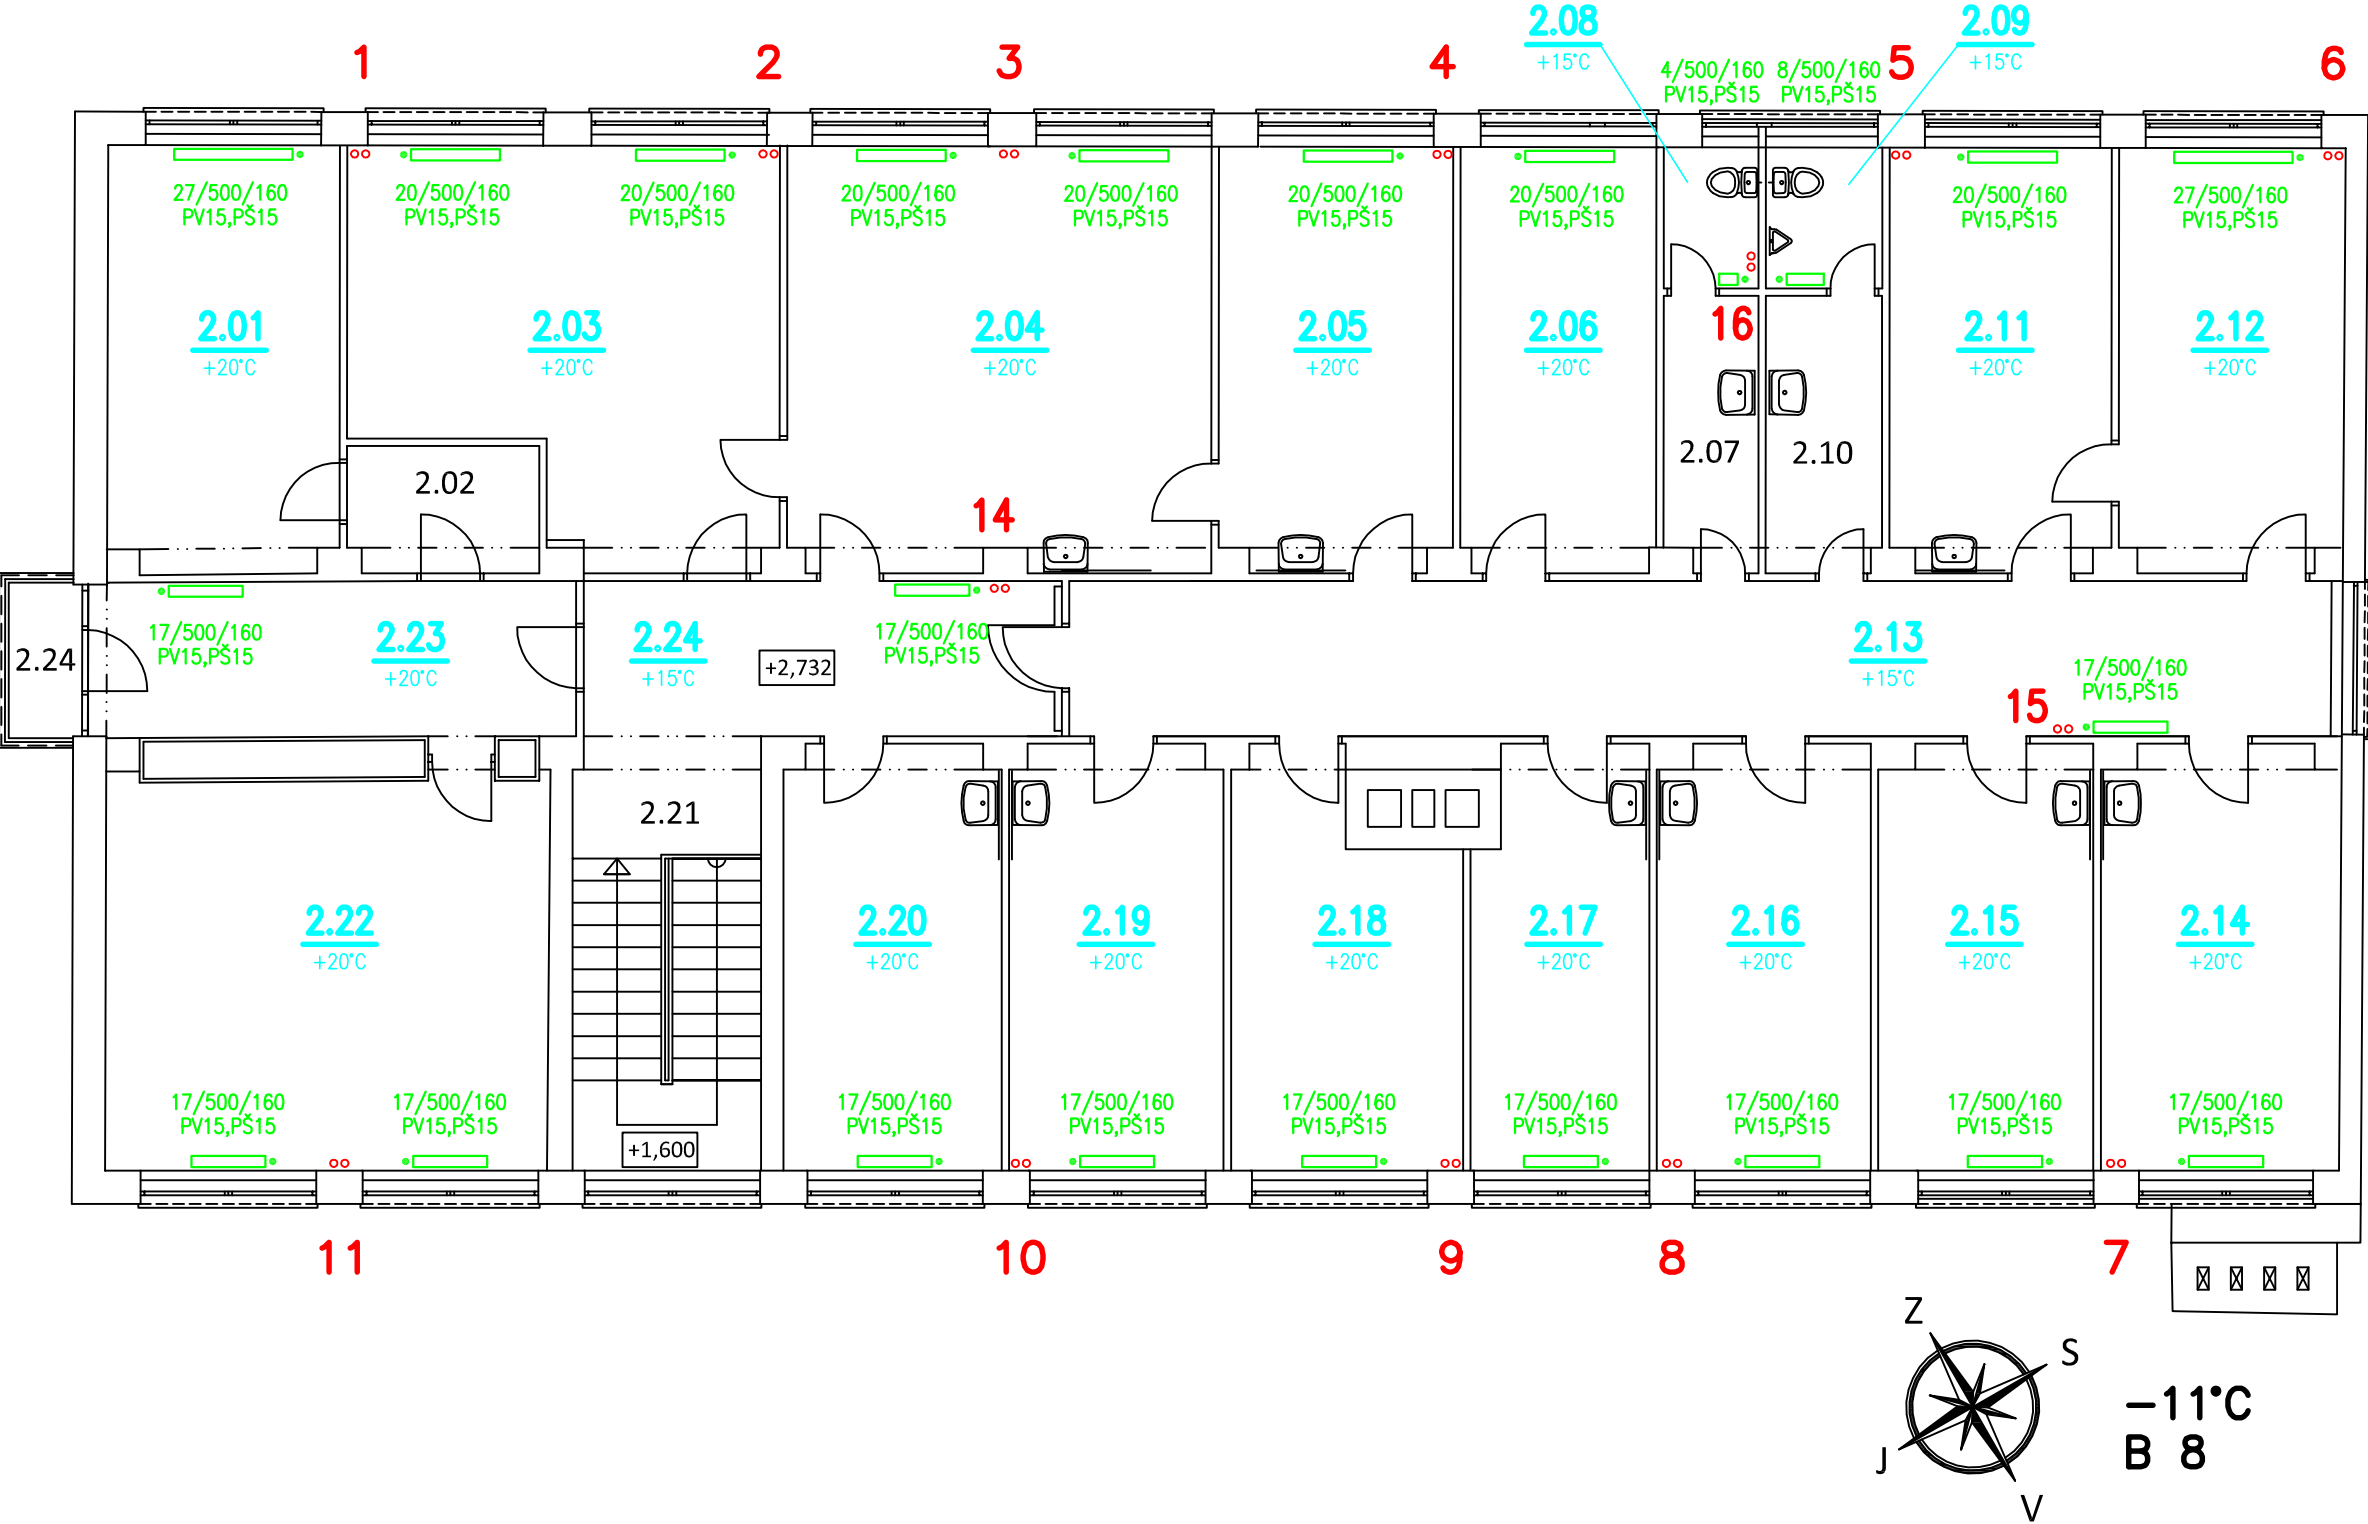 2.08
+15°C
2.09
+15°C
1
2
3
4
5
6
4/500/160
PV15,PŠ15
8/500/160
PV15,PŠ15
27/500/160
PV15,PŠ15
20/500/160
PV15,PŠ15
20/500/160
PV15,PŠ15
20/500/160
PV15,PŠ15
20/500/160
PV15,PŠ15
20/500/160
PV15,PŠ15
20/500/160
PV15,PŠ15
20/500/160
PV15,PŠ15
27/500/160
PV15,PŠ15
2.01
+20°C
2.03
+20°C
2.04
+20°C
2.05
+20°C
2.06
+20°C
16
2.11
+20°C
2.12
+20°C
2.02
2.07
2.10
14
2.24
17/500/160
PV15,PŠ15
2.23
+20°C
2.24
+15°C
+2,732
17/500/160
PV15,PŠ15
2.13
+15°C
17/500/160
PV15,PŠ15
15
2.21
2.22
+20°C
2.20
+20°C
2.19
+20°C
2.18
+20°C
2.17
+20°C
2.16
+20°C
2.15
+20°C
2.14
+20°C
17/500/160
PV15,PŠ15
17/500/160
PV15,PŠ15
+1,600
17/500/160
PV15,PŠ15
17/500/160
PV15,PŠ15
17/500/160
PV15,PŠ15
17/500/160
PV15,PŠ15
17/500/160
PV15,PŠ15
17/500/160
PV15,PŠ15
17/500/160
PV15,PŠ15
11
10
9
8
7
Z
S
J
V
-11°C
B 8